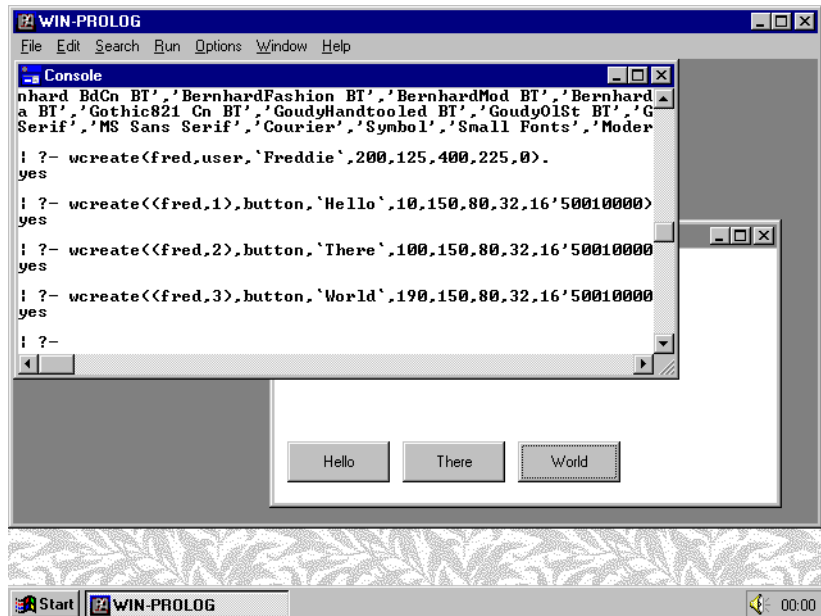 WIN-PROLOG
File Edit Search Run Options Window Help
Console
nhard BdCn BT','BernhardFashion BT','BernhardMod BT','Bernhard
a BT','Gothic821 Cn BT','GoudyHandtooled BT','GoudyOlSt BT','G
Serif','MS Sans Serif','Courier','Symbol','Small Fonts','Moder
| ?- wcreate(fred,user,`Freddie`,200,125,400,225,0).
yes
| ?- wcreate((fred,1),button,`Hello`,10,150,80,32,16'50010000)
yes
| ?- wcreate((fred,2),button,`There`,100,150,80,32,16'50010000
yes
| ?- wcreate((fred,3),button,`World`,190,150,80,32,16'50010000
yes
| ?-
Hello There World
Start WIN-PROLOG 00:00